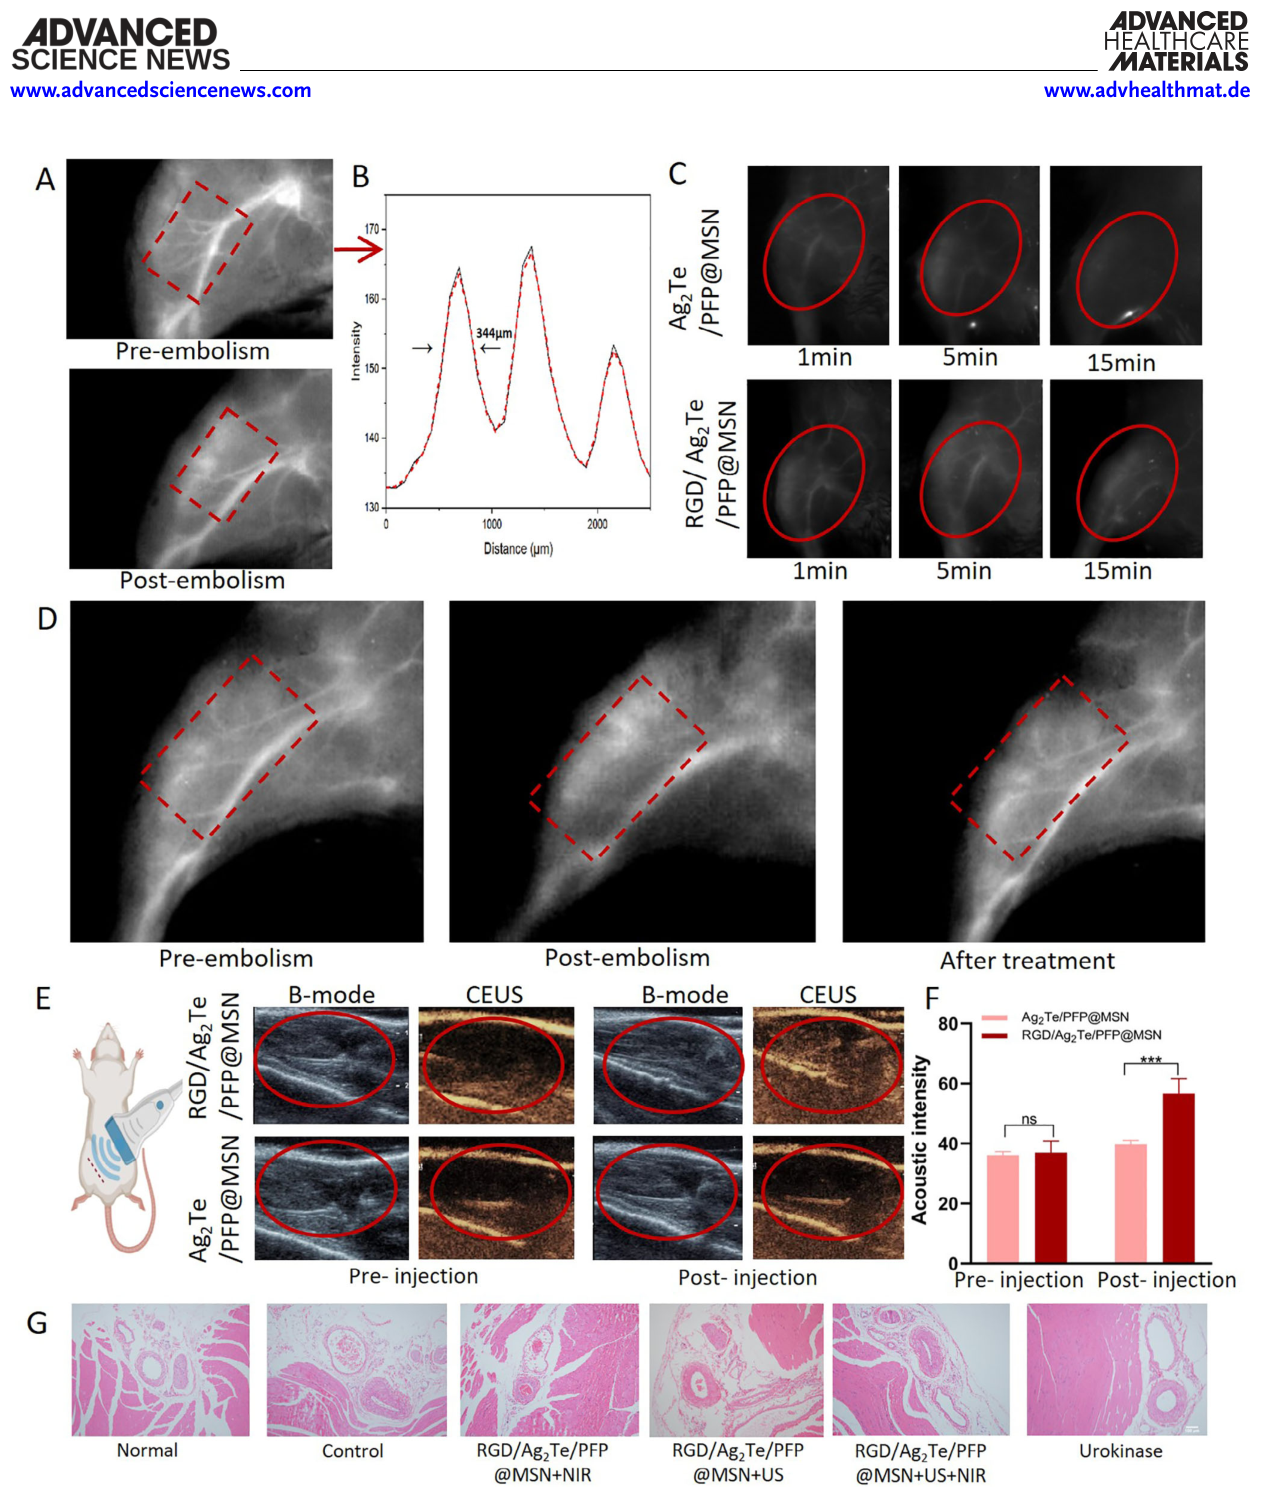 ADVANCED
SCIENCE NEWS
www.advancedsciencenews.com
ADVANCED
HEALTHCARE
MATERIALS
www.advhealthmat.de
A
Pre-embolism
Post-embolism
B
170
160
150
140
130
Intensity
344µm
0
1000
2000
Distance (µm)
C
Ag2Te
/PFP@MSN
1min
5min
15min
RGD/ Ag2Te
/PFP@MSN
1min
5min
15min
D
Pre-embolism
Post-embolism
After treatment
E
B-mode
CEUS
B-mode
CEUS
RGD/Ag2Te
/PFP@MSN
Ag2Te
/PFP@MSN
Pre- injection
Post- injection
F
Ag2Te/PFP@MSN
RGD/Ag2Te/PFP@MSN
Acoustic intensity
80
60
40
20
0
ns
***
Pre- injection
Post- injection
G
Normal
Control
RGD/Ag2Te/PFP
@MSN+NIR
RGD/Ag2Te/PFP
@MSN+US
RGD/Ag2Te/PFP
@MSN+US+NIR
Urokinase